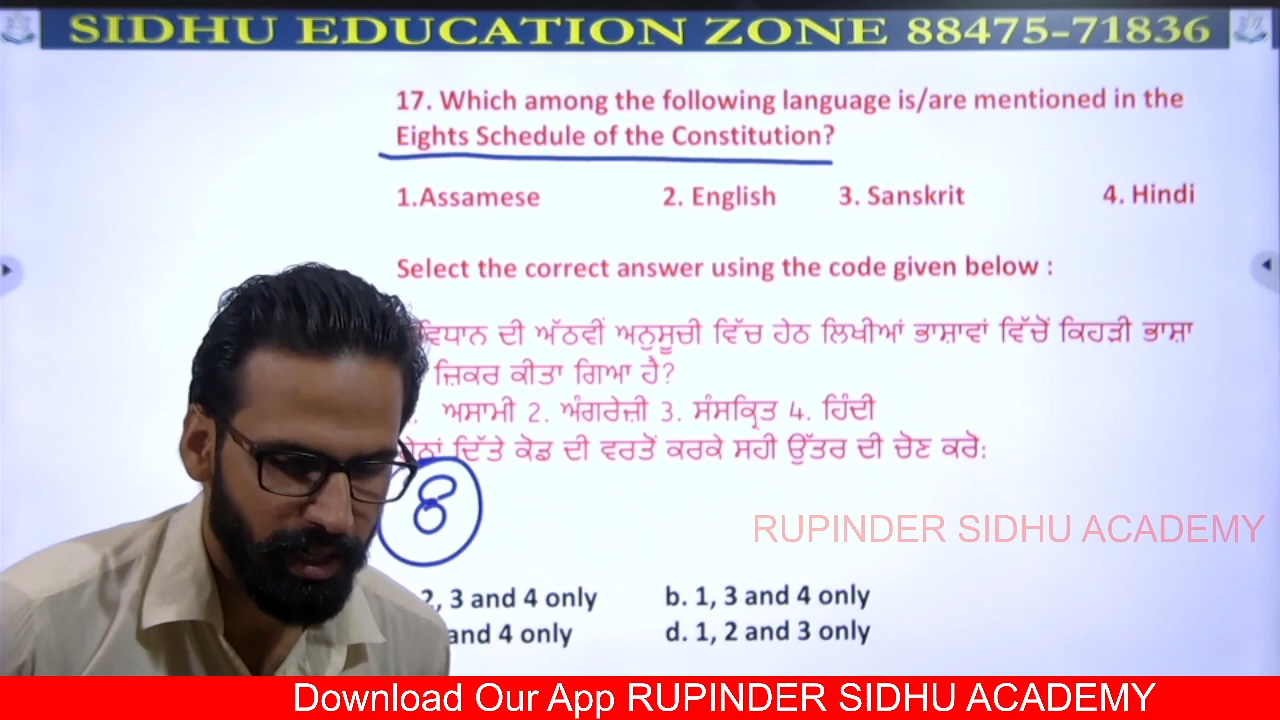 SIDHU EDUCATION ZONE 88475-71836
17. Which among the following language is/are mentioned in the
Eights Schedule of the Constitution?
1.Assamese 2. English 3. Sanskrit 4. Hindi
Select the correct answer using the code given below :
ਦੀ ਅੱਠਵੀਂ ਅਨੁਸੂਚੀ ਵਿੱਚ ਹੇਠ ਲਿਖੀਆਂ ਭਾਸ਼ਾਵਾਂ ਵਿੱਚੋਂ ਕਿਹੜੀ ਭਾਸ਼ਾ
ਜ਼ਿਕਰ ਕੀਤਾ ਗਿਆ ਹੈ?
ਅਸਾਮੀ 2. ਅੰਗਰੇਜ਼ੀ 3. ਸੰਸਕ੍ਰਿਤ 4. ਹਿੰਦੀ
ਦਿੱਤੇ ਕੋਡ ਦੀ ਵਰਤੋਂ ਕਰਕੇ ਸਹੀ ਉੱਤਰ ਦੀ ਚੋਣ ਕਰੋ:
8
RUPINDER SIDHU ACADEMY
2, 3 and 4 only b. 1, 3 and 4 only
and 4 only d. 1, 2 and 3 only
Download Our App RUPINDER SIDHU ACADEMY